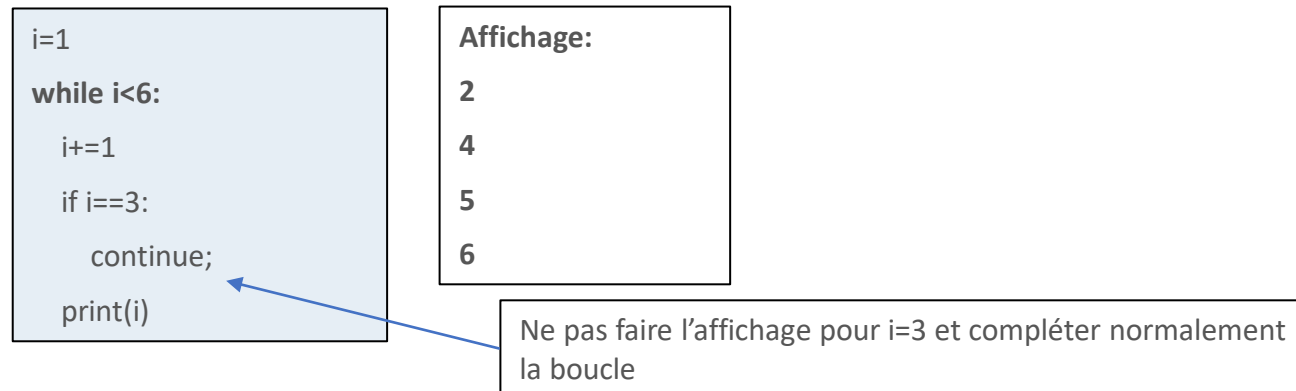 i=1
while i<6:
i+=1
if i==3:
continue;
print(i)
Affichage:
2
4
5
6
Ne pas faire l’affichage pour i=3 et compléter normalement
la boucle